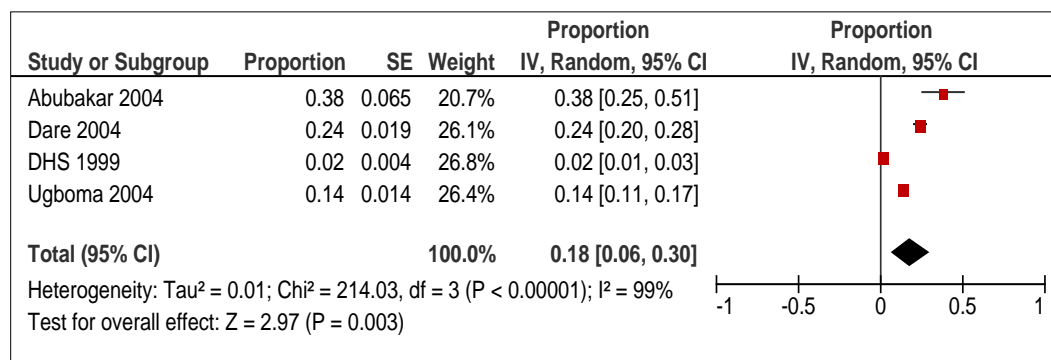 Proportion Proportion
Study or Subgroup Proportion SE Weight IV, Random, 95% CI IV, Random, 95% CI
Abubakar 2004 0.38 0.065 20.7% 0.38 [0.25, 0.51]
Dare 2004 0.24 0.019 26.1% 0.24 [0.20, 0.28]
DHS 1999 0.02 0.004 26.8% 0.02 [0.01, 0.03]
Ugboma 2004 0.14 0.014 26.4% 0.14 [0.11, 0.17]
Total (95% CI) 100.0% 0.18 [0.06, 0.30]
Heterogeneity: Tau² = 0.01; Chi² = 214.03, df = 3 (P < 0.00001); I² = 99%
Test for overall effect: Z = 2.97 (P = 0.003)
-1 -0.5 0 0.5 1